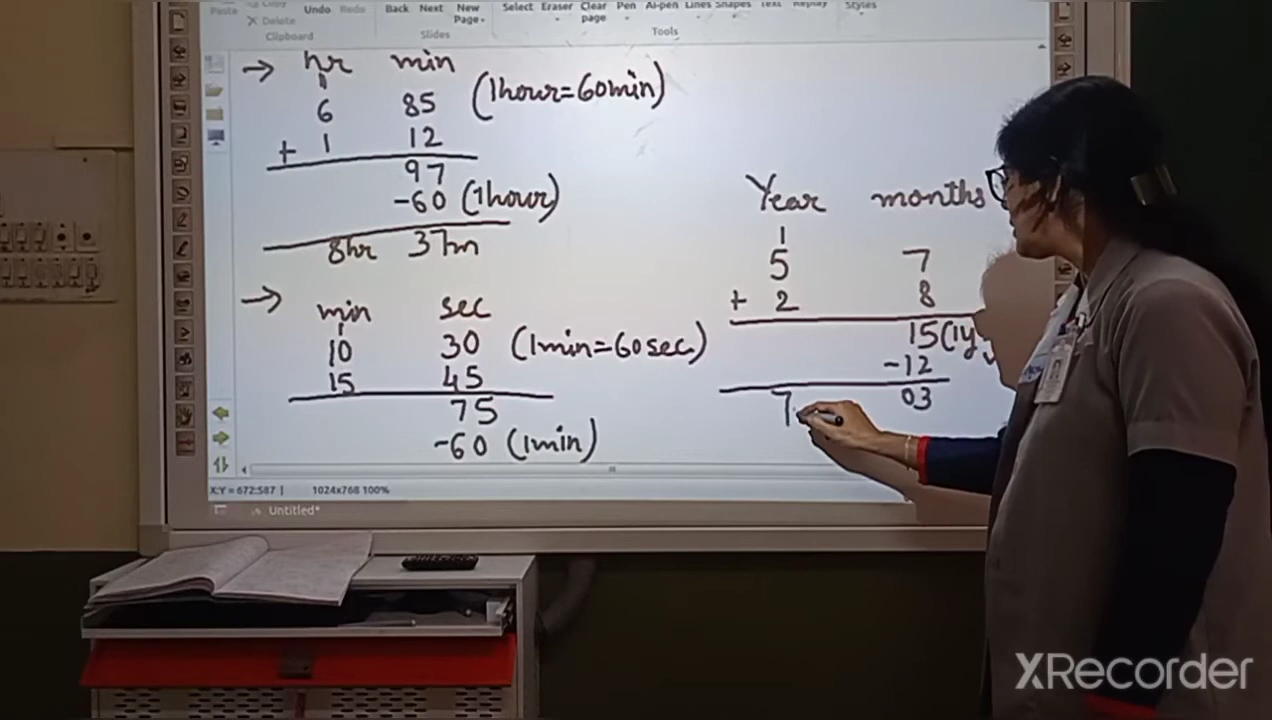 Paste Copy Undo Redo Back Next New Page Select Eraser Clear page Pen Ai-pen Lines Shapes Text Replay Styles
Delete
Clipboard Slides Tools
→ hr min
1
6 85 (1hour=60min)
+ 1 12
97
-60 (1hour)
8hr 37m
→ min sec
1
10 30 (1min=60sec)
15 45
75
-60 (1min)
Year months
1
5 7
+ 2 8
15(1y
-12
7 03
X:Y = 672:587 | 1024x768 100%
Untitled*
XRecorder